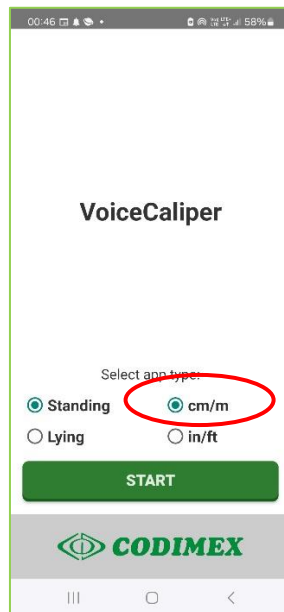 00:46 58%
VoiceCaliper
Select app type:
Standing cm/m
Lying in/ft
START
CODIMEX